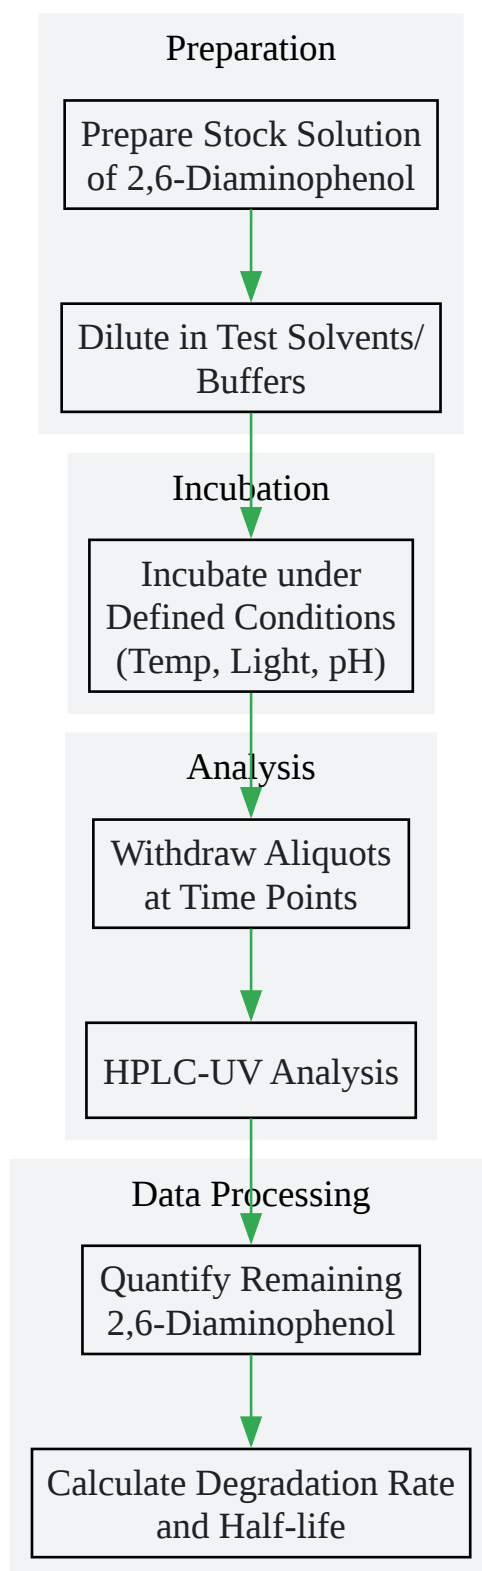 Preparation
Prepare Stock Solution
of 2,6-Diaminophenol
Dilute in Test Solvents/
Buffers
Incubation
Incubate under
Defined Conditions
(Temp, Light, pH)
Analysis
Withdraw Aliquots
at Time Points
HPLC-UV Analysis
Data Processing
Quantify Remaining
2,6-Diaminophenol
Calculate Degradation Rate
and Half-life